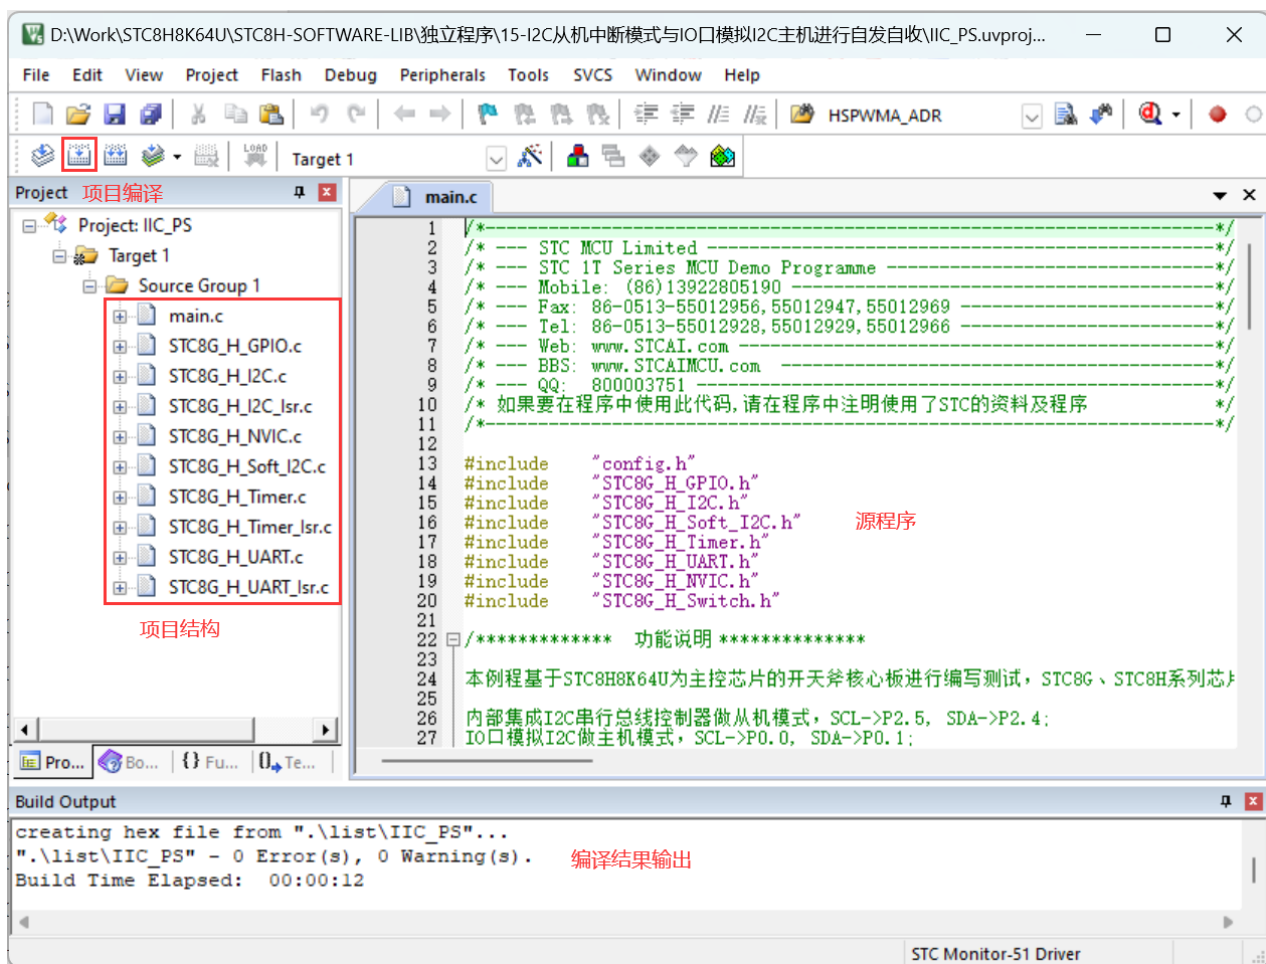 D:\Work\STC8H8K64U\STC8H-SOFTWARE-LIB\独立程序\15-I2C从机中断模式与IO口模拟I2C主机进行自发自收\IIC_PS.uvproj...
File Edit View Project Flash Debug Peripherals Tools SVCS Window Help
HSPWMA_ADR
LOAD Target 1
Project 项目编译
main.c
Project: IIC_PS
Target 1
Source Group 1
main.c
STC8G_H_GPIO.c
STC8G_H_I2C.c
STC8G_H_I2C_Isr.c
STC8G_H_NVIC.c
STC8G_H_Soft_I2C.c
STC8G_H_Timer.c
STC8G_H_Timer_Isr.c
STC8G_H_UART.c
STC8G_H_UART_Isr.c
项目结构
1 /*---------------------------------------------------------------------*/
2 /* --- STC MCU Limited ------------------------------------------------*/
3 /* --- STC 1T Series MCU Demo Programme -------------------------------*/
4 /* --- Mobile: (86)13922805190 ----------------------------------------*/
5 /* --- Fax: 86-0513-55012956,55012947,55012969 ------------------------*/
6 /* --- Tel: 86-0513-55012928,55012929,55012966 ------------------------*/
7 /* --- Web: www.STCAI.com ---------------------------------------------*/
8 /* --- BBS: www.STCAIMCU.com  -----------------------------------------*/
9 /* --- QQ:  800003751 -------------------------------------------------*/
10 /* 如果要在程序中使用此代码,请在程序中注明使用了STC的资料及程序            */
11 /*---------------------------------------------------------------------*/
12
13 #include    "config.h"
14 #include    "STC8G_H_GPIO.h"
15 #include    "STC8G_H_I2C.h"
16 #include    "STC8G_H_Soft_I2C.h" 源程序
17 #include    "STC8G_H_Timer.h"
18 #include    "STC8G_H_UART.h"
19 #include    "STC8G_H_NVIC.h"
20 #include    "STC8G_H_Switch.h"
21
22 /*************  功能说明 **************
23
24 本例程基于STC8H8K64U为主控芯片的开天斧核心板进行编写测试，STC8G、STC8H系列芯片
25
26 内部集成I2C串行总线控制器做从机模式，SCL->P2.5, SDA->P2.4;
27 IO口模拟I2C做主机模式，SCL->P0.0, SDA->P0.1;
Pro... Bo... {} Fu... Te...
Build Output
creating hex file from ".\list\IIC_PS"...
".\list\IIC_PS" - 0 Error(s), 0 Warning(s). 编译结果输出
Build Time Elapsed:  00:00:12
STC Monitor-51 Driver